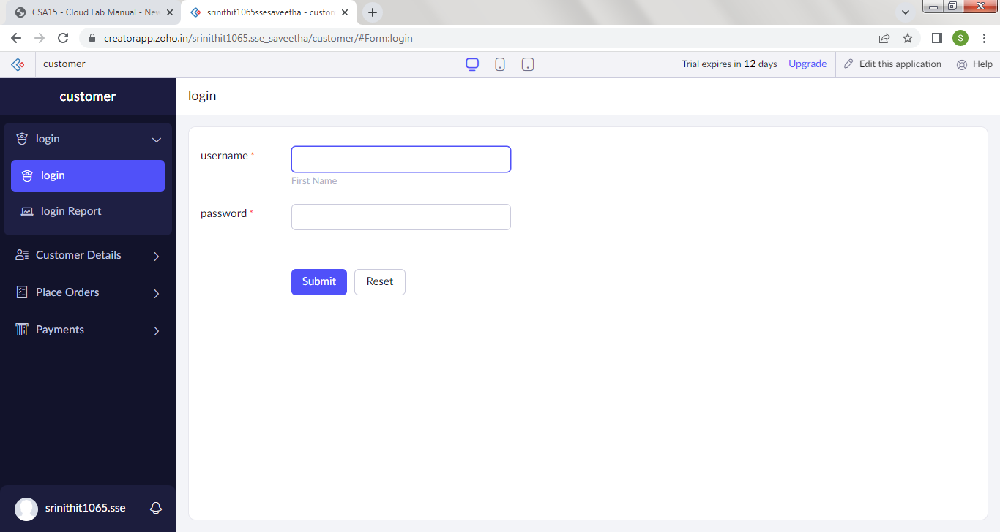 CSA15 - Cloud Lab Manual - New
srinithit1065ssesaveetha - custon
creatorapp.zoho.in/srinithit1065.sse_saveetha/customer/#Form:login
S
customer
Trial expires in 12 days
Upgrade
Edit this application
Help
customer
login
login
login Report
Customer Details
Place Orders
Payments
srinithit1065.sse
login
username *
First Name
password *
Submit
Reset